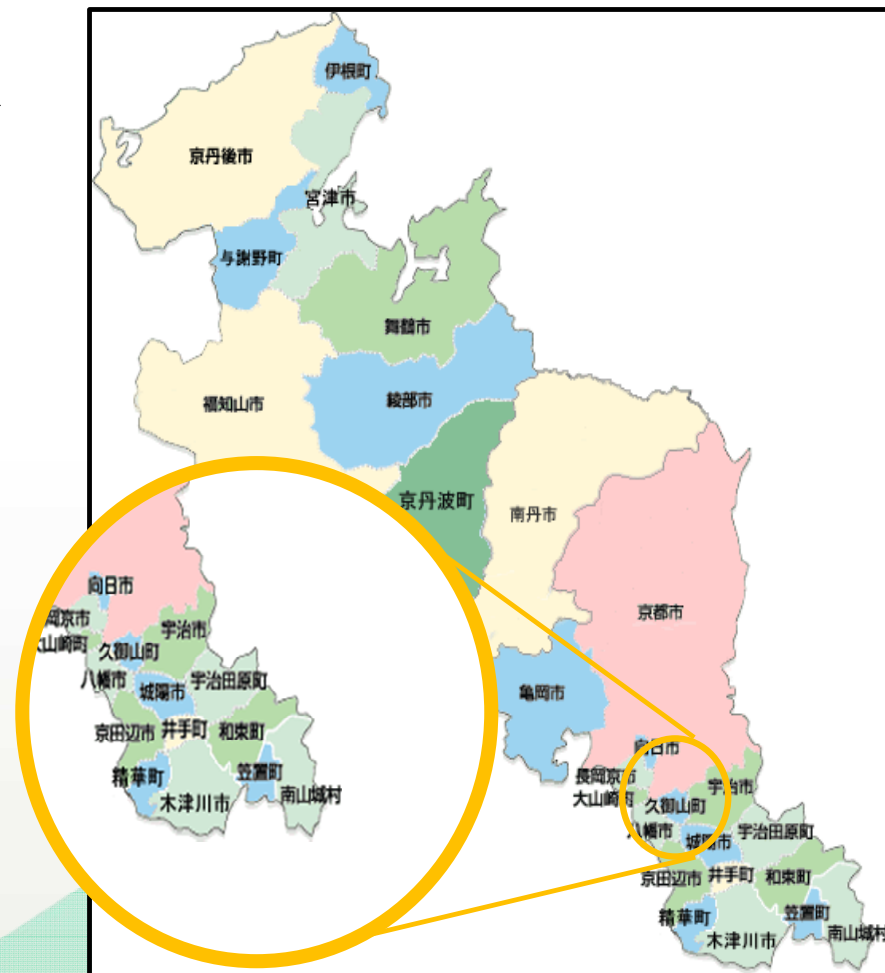 伊根町
京丹後市
宮津市
与謝野町
舞鶴市
福知山市
綾部市
京丹波町
南丹市
京都市
亀岡市
向日市
長岡京市
大山崎町
久御山町
宇治市
八幡市
城陽市
宇治田原町
京田辺市
井手町
和束町
精華町
笠置町
木津川市
南山城村
向日市
岡京市
山崎町
宇治市
久御山町
八幡市
城陽市
宇治田原町
京田辺市
井手町
和束町
精華町
笠置町
木津川市
南山城村